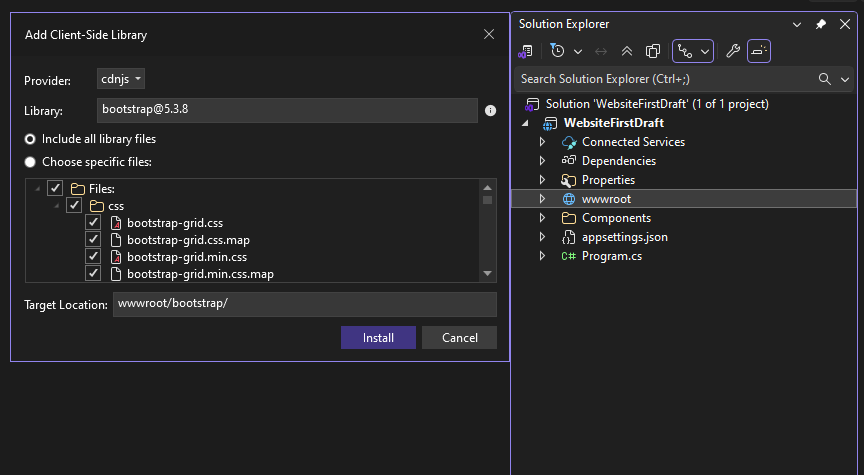 Add Client-Side Library
Provider: cdnjs
Library: bootstrap@5.3.8
Include all library files
Choose specific files:
Files:
css
bootstrap-grid.css
bootstrap-grid.css.map
bootstrap-grid.min.css
bootstrap-grid.min.css.map
Target Location: wwwroot/bootstrap/
Install Cancel
Solution Explorer
Search Solution Explorer (Ctrl+;)
Solution 'WebsiteFirstDraft' (1 of 1 project)
WebsiteFirstDraft
Connected Services
Dependencies
Properties
wwwroot
Components
appsettings.json
C# Program.cs